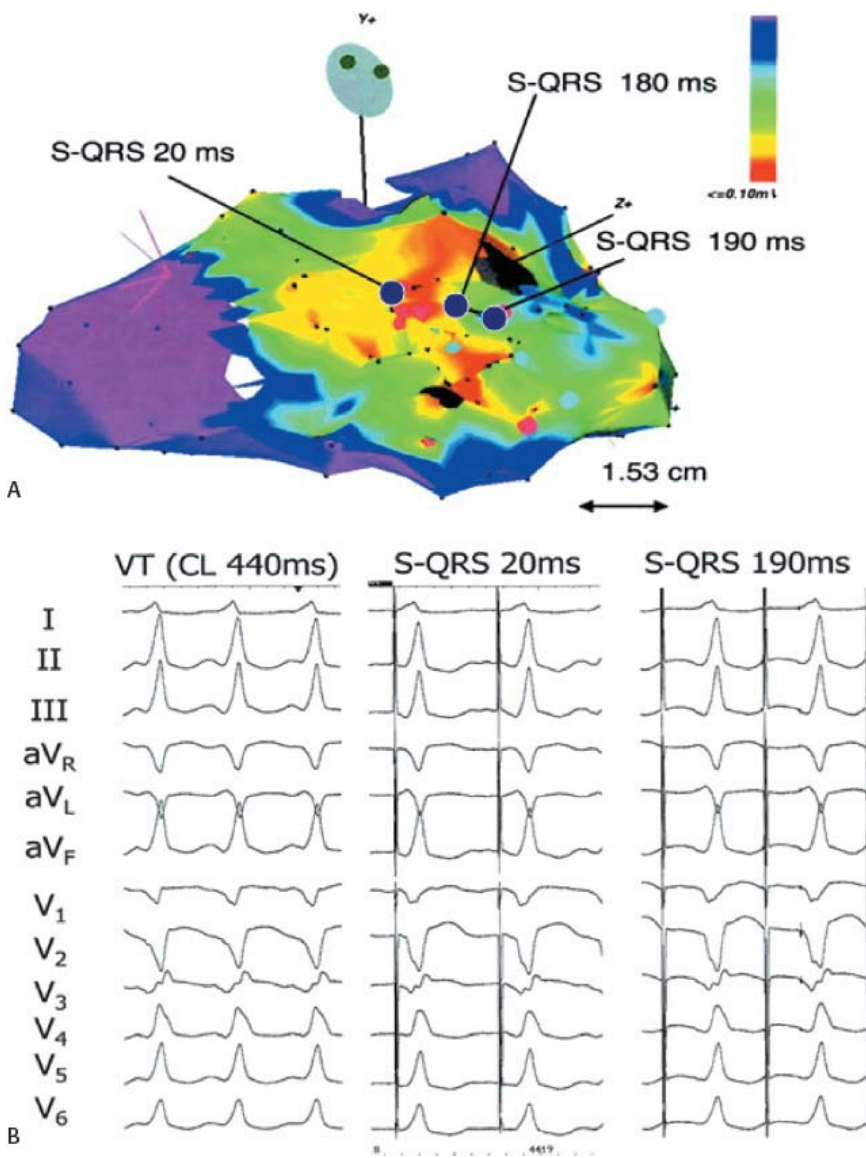 Y+
S-QRS 180 ms
S-QRS 20 ms
<=0.10mV
Z+
S-QRS 190 ms
1.53 cm
A
VT (CL 440ms)
S-QRS 20ms
S-QRS 190ms
I
II
III
aVR
aVL
aVF
V1
V2
V3
V4
V5
V6
B
4419